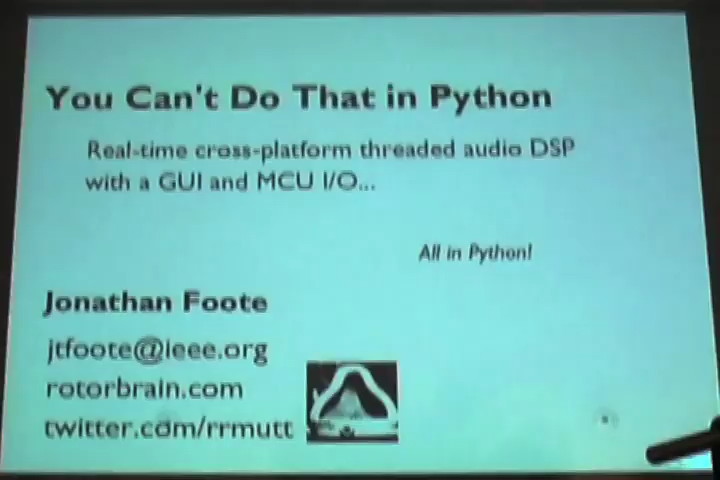 You Can't Do That in Python
Real-time cross-platform threaded audio DSP
with a GUI and MCU I/O...
All in Python!
Jonathan Foote
jtfoote@ieee.org
rotorbrain.com
twitter.com/rrmutt